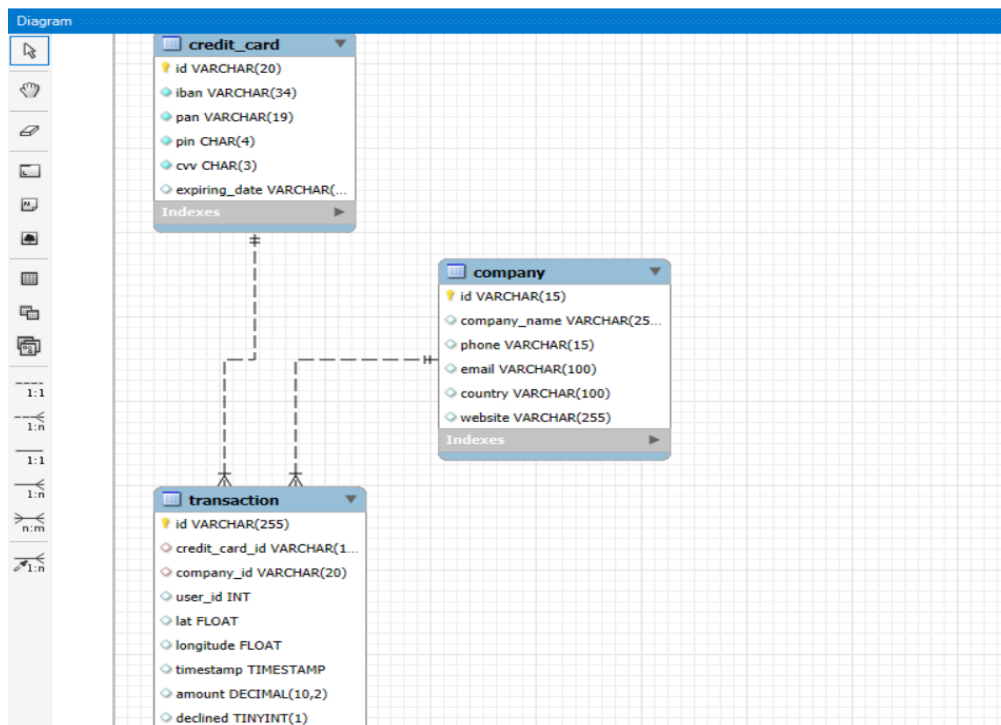 Diagram
credit_card
id VARCHAR(20)
iban VARCHAR(34)
pan VARCHAR(19)
pin CHAR(4)
cvv CHAR(3)
expiring_date VARCHAR(...
Indexes
company
id VARCHAR(15)
company_name VARCHAR(25...
phone VARCHAR(15)
email VARCHAR(100)
country VARCHAR(100)
website VARCHAR(255)
Indexes
1:1
1:n
1:1
1:n
n:m
1:n
transaction
id VARCHAR(255)
credit_card_id VARCHAR(1...
company_id VARCHAR(20)
user_id INT
lat FLOAT
longitude FLOAT
timestamp TIMESTAMP
amount DECIMAL(10,2)
declined TINYINT(1)